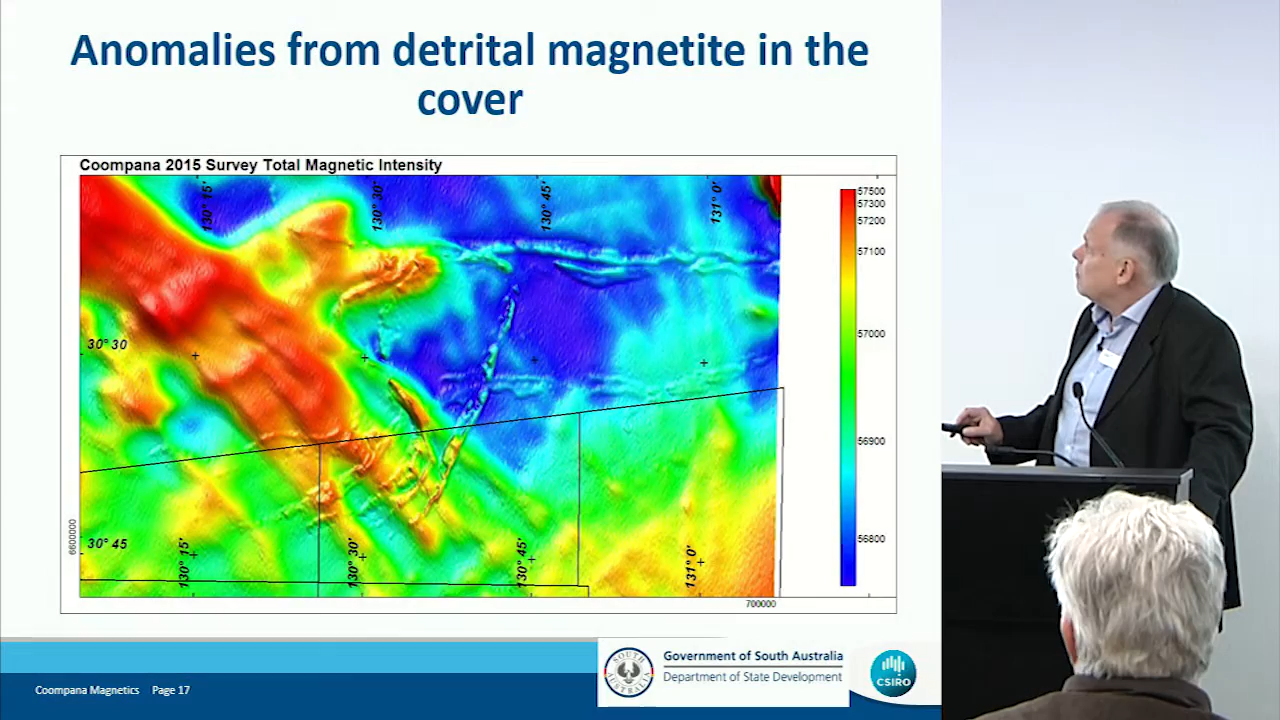 Anomalies from detrital magnetite in the
cover
Coompana 2015 Survey Total Magnetic Intensity
130° 15'
130° 30'
130° 45'
131° 0'
57500
57300
57200
57100
57000
56900
56800
30° 30
30° 45
6600000
130° 15'
130° 30'
130° 45'
131° 0'
700000
Coompana Magnetics Page 17
SOUTH
AUSTRALIA
Government of South Australia
Department of State Development
CSIRO